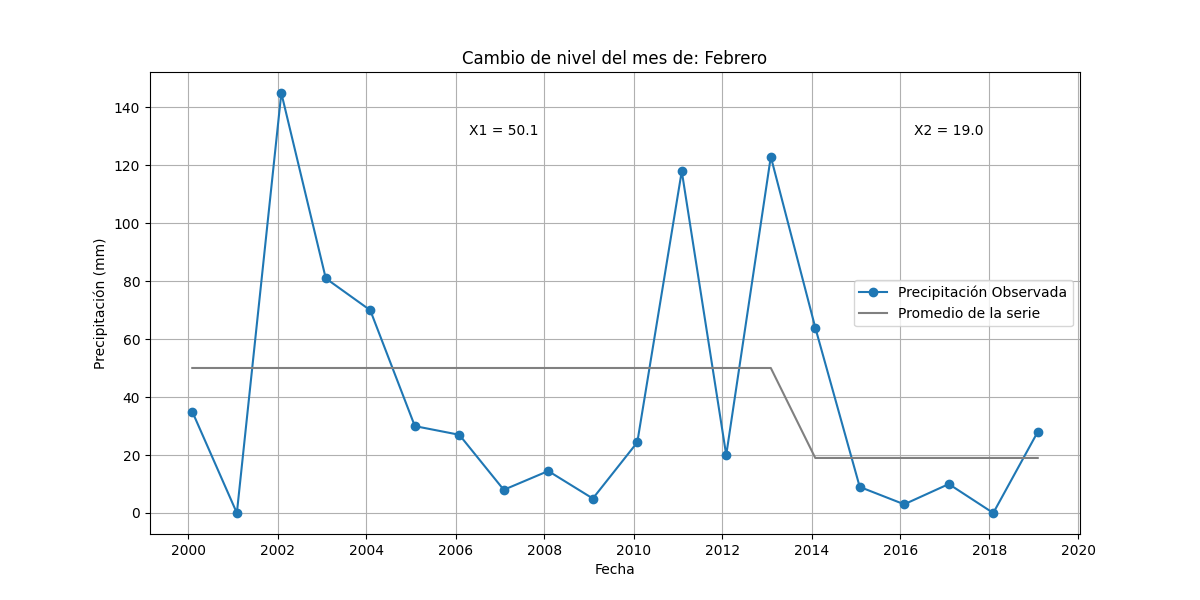 Cambio de nivel del mes de: Febrero
140
120
100
80
60
40
20
0
Precipitación (mm)
X1 = 50.1
X2 = 19.0
Precipitación Observada
Promedio de la serie
2000 2002 2004 2006 2008 2010 2012 2014 2016 2018 2020
Fecha